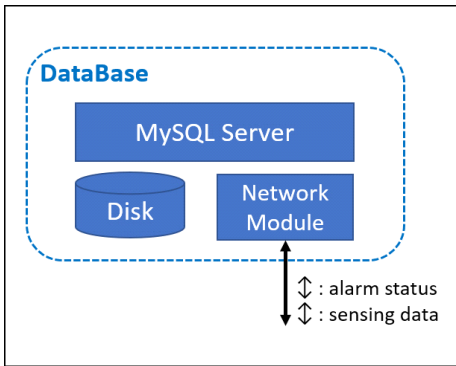 DataBase
MySQL Server
Disk
Network
Module
↕ : alarm status
↕ : sensing data